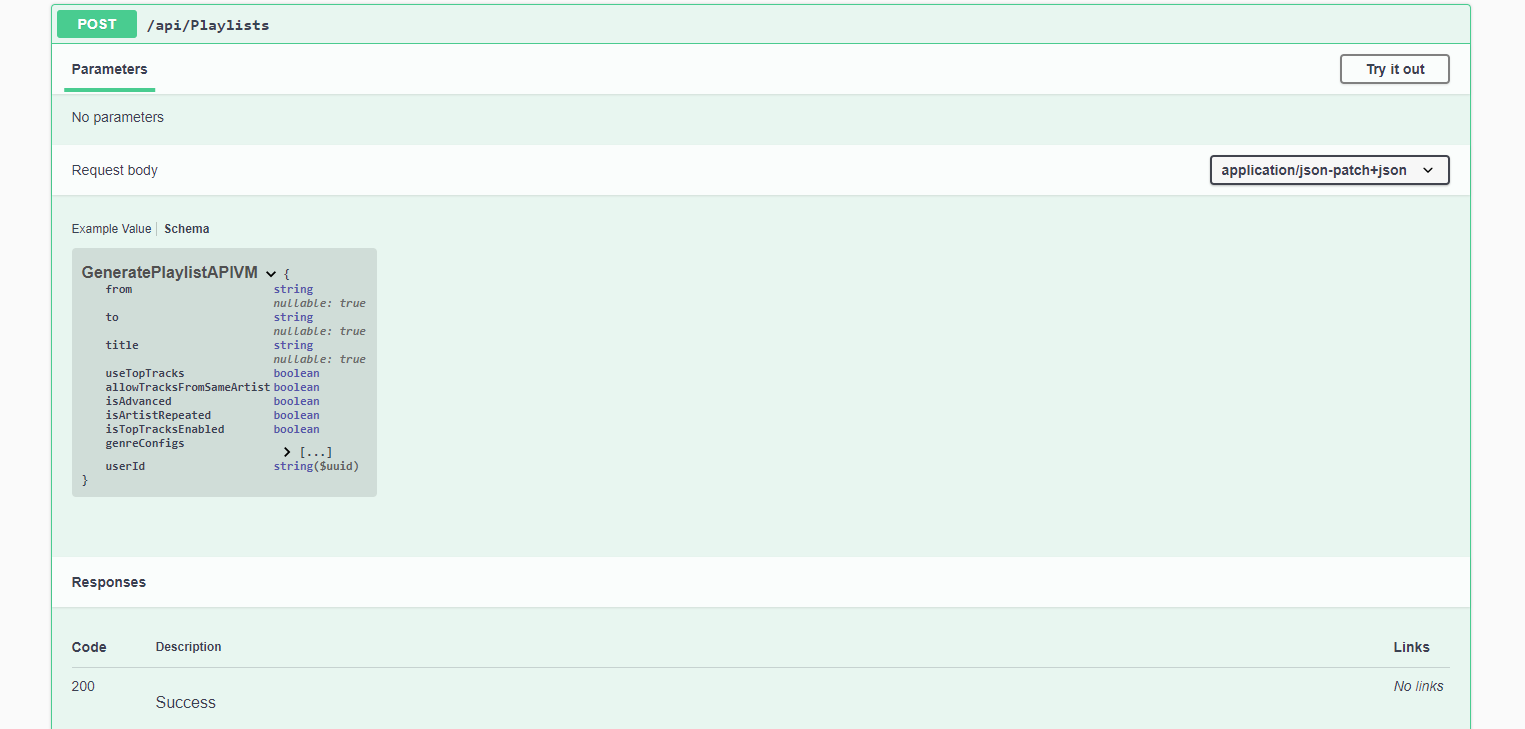 POST /api/Playlists
Parameters
Try it out
No parameters
Request body
application/json-patch+json
Example Value Schema
GeneratePlaylistAPIVM {
from string
nullable: true
to string
nullable: true
title string
nullable: true
useTopTracks boolean
allowTracksFromSameArtist boolean
isAdvanced boolean
isArtistRepeated boolean
isTopTracksEnabled boolean
genreConfigs
[...]
userId string($uuid)
}
Responses
Code Description Links
200 No links
Success